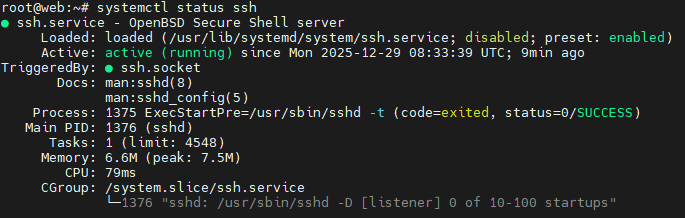 root@web:~# systemctl status ssh
● ssh.service - OpenBSD Secure Shell server
     Loaded: loaded (/usr/lib/systemd/system/ssh.service; disabled; preset: enabled)
     Active: active (running) since Mon 2025-12-29 08:33:39 UTC; 9min ago
TriggeredBy: ● ssh.socket
       Docs: man:sshd(8)
             man:sshd_config(5)
    Process: 1375 ExecStartPre=/usr/sbin/sshd -t (code=exited, status=0/SUCCESS)
   Main PID: 1376 (sshd)
      Tasks: 1 (limit: 4548)
     Memory: 6.6M (peak: 7.5M)
        CPU: 79ms
     CGroup: /system.slice/ssh.service
             └─1376 "sshd: /usr/sbin/sshd -D [listener] 0 of 10-100 startups"